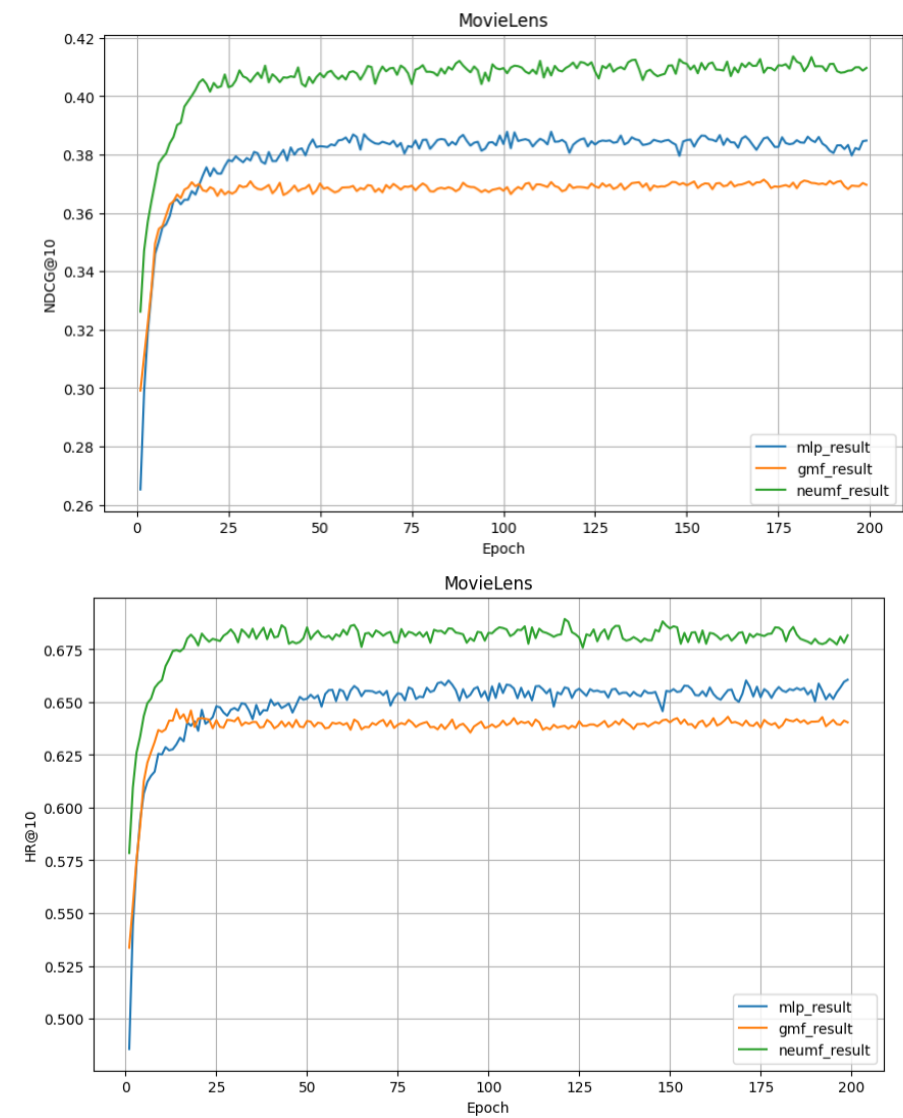 MovieLens
0.42
0.40
0.38
0.36
0.34
0.32
0.30
0.28
0.26
NDCG@10
0 25 50 75 100 125 150 175 200
Epoch
mlp_result
gmf_result
neumf_result
MovieLens
0.675
0.650
0.625
0.600
0.575
0.550
0.525
0.500
HR@10
0 25 50 75 100 125 150 175 200
Epoch
mlp_result
gmf_result
neumf_result